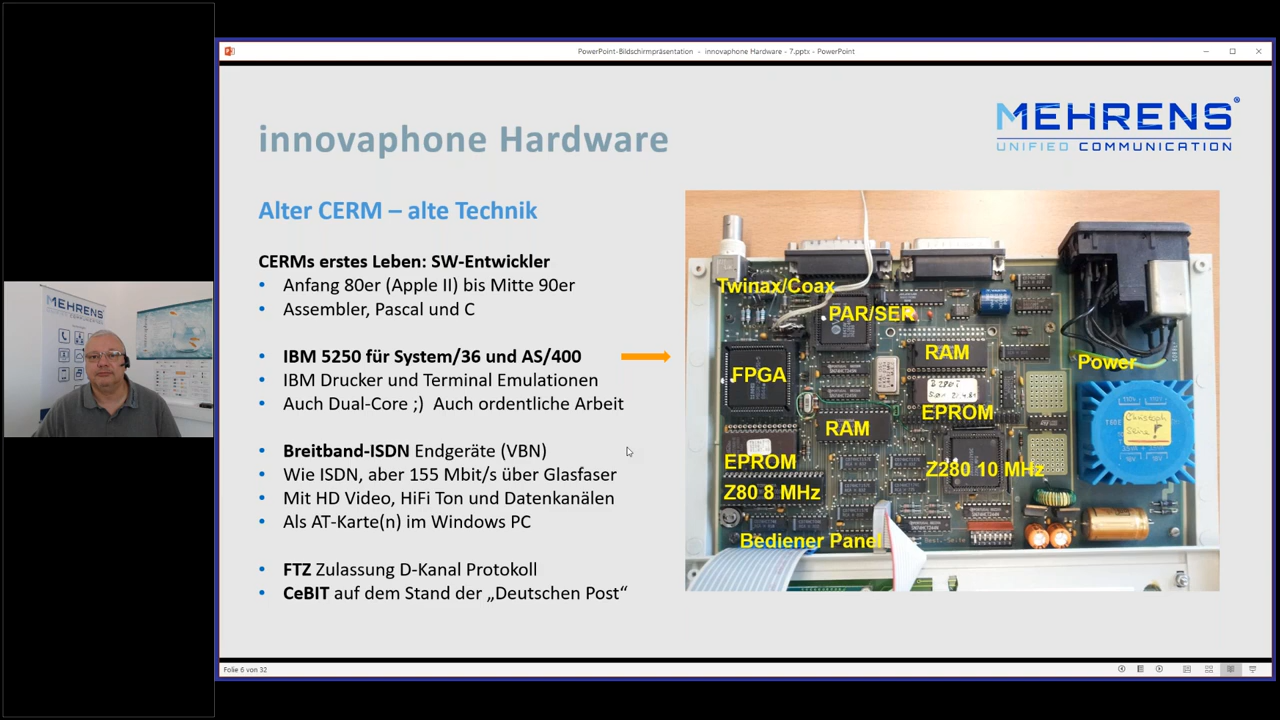 PowerPoint-Bildschirmpräsentation - innovaphone Hardware - 7.pptx - PowerPoint
innovaphone Hardware
MEHRENS®
UNIFIED COMMUNICATION
Alter CERM – alte Technik
CERMs erstes Leben: SW-Entwickler
• Anfang 80er (Apple II) bis Mitte 90er
• Assembler, Pascal und C
• IBM 5250 für System/36 und AS/400
• IBM Drucker und Terminal Emulationen
• Auch Dual-Core ;) Auch ordentliche Arbeit
• Breitband-ISDN Endgeräte (VBN)
• Wie ISDN, aber 155 Mbit/s über Glasfaser
• Mit HD Video, HiFi Ton und Datenkanälen
• Als AT-Karte(n) im Windows PC
• FTZ Zulassung D-Kanal Protokoll
• CeBIT auf dem Stand der „Deutschen Post“
Twinax/Coax
PAR/SER
RAM
Power
FPGA
EPROM
RAM
Christoph
EPROM
Z280 10 MHz
Z80 8 MHz
Bediener Panel
MEHRENS
Folie 6 von 32